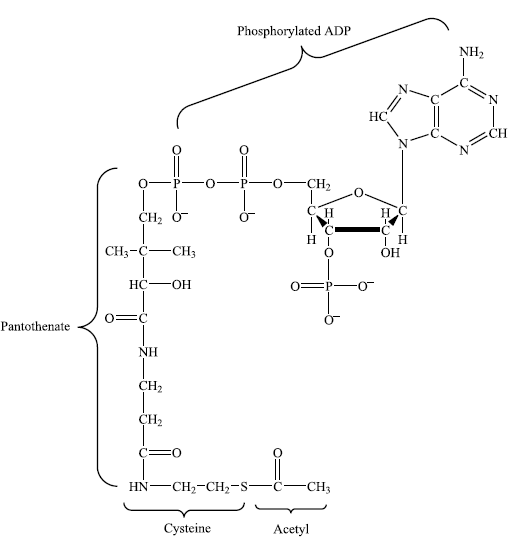 Phosphorylated ADP
NH₂
N C N
HC C CH
N N
O O
O P O P O CH₂ O
O⁻ O⁻ C H H C
CH₂ H C C H
CH₃ C CH₃ O OH
HC OH O P O⁻
O C O⁻
Pantothenate
NH
CH₂
CH₂
C O O
HN CH₂ CH₂ S C CH₃
Cysteine Acetyl